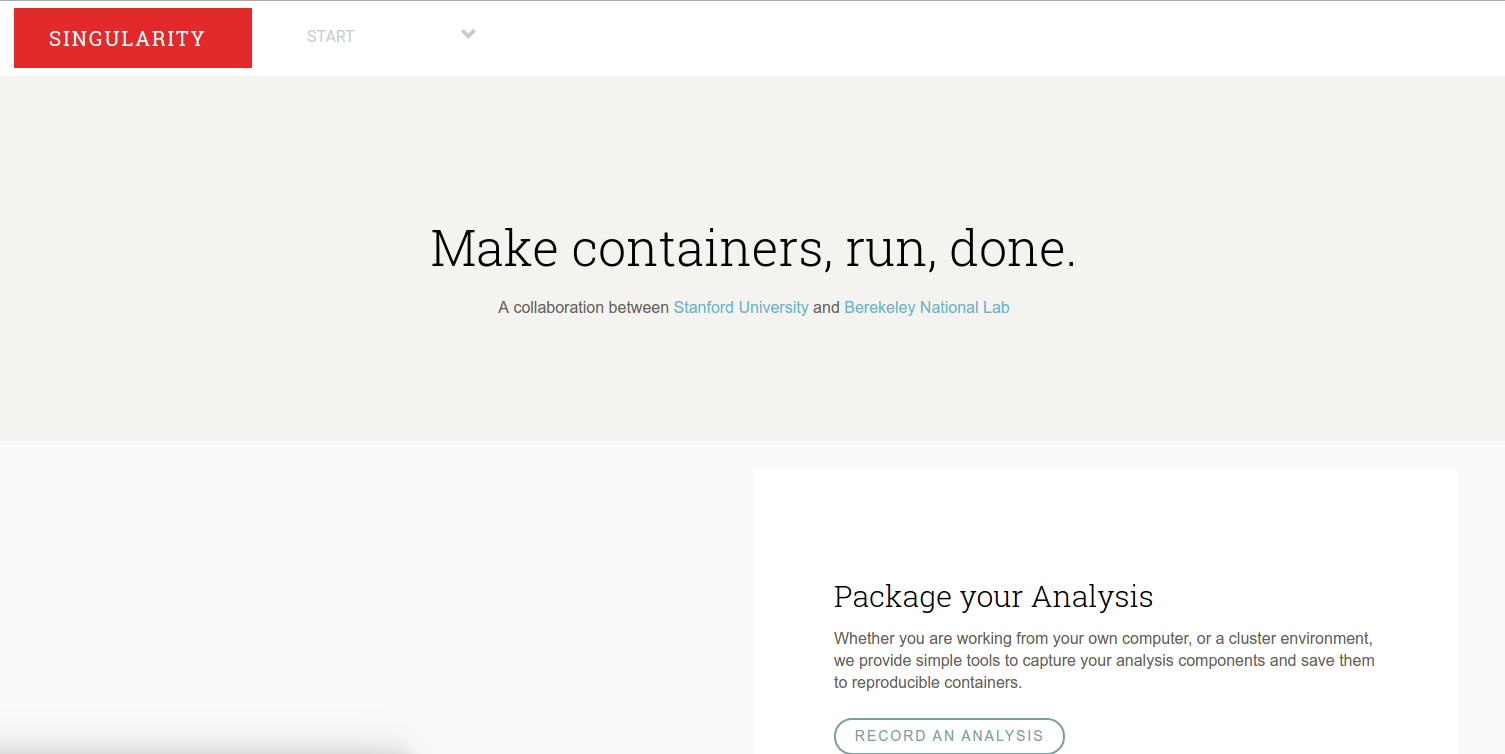 SINGULARITY
START
Make containers, run, done.
A collaboration between Stanford University and Berekeley National Lab
Package your Analysis
Whether you are working from your own computer, or a cluster environment,
we provide simple tools to capture your analysis components and save them
to reproducible containers.
RECORD AN ANALYSIS